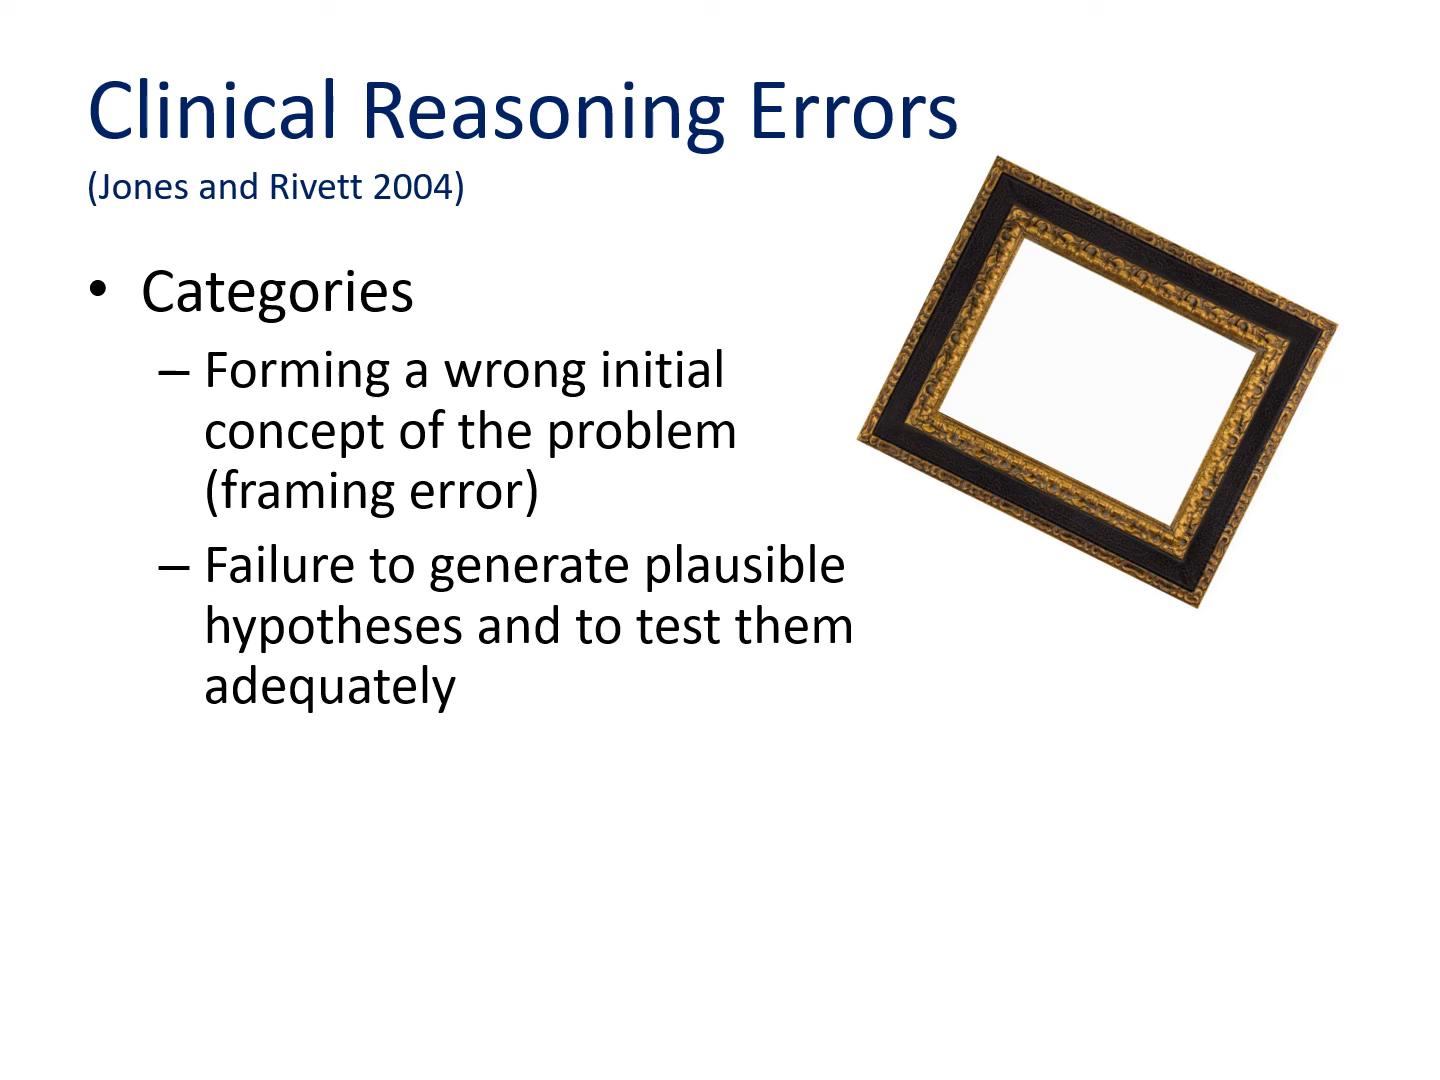 Clinical Reasoning Errors
(Jones and Rivett 2004)
• Categories
– Forming a wrong initial
concept of the problem
(framing error)
– Failure to generate plausible
hypotheses and to test them
adequately